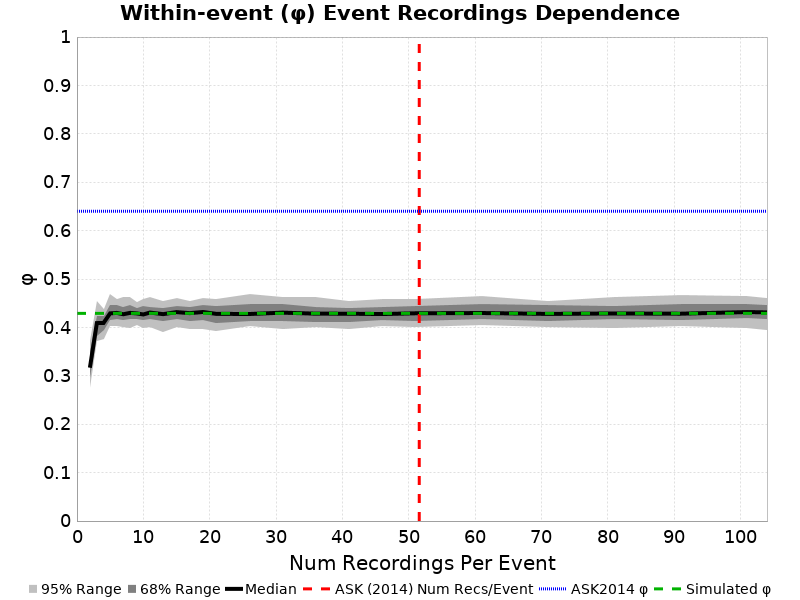 Within-event (φ) Event Recordings Dependence
1
0.9
0.8
0.7
0.6
0.5
0.4
0.3
0.2
0.1
0
φ
0 10 20 30 40 50 60 70 80 90 100
Num Recordings Per Event
95% Range 68% Range Median ASK (2014) Num Recs/Event ASK2014 φ Simulated φ